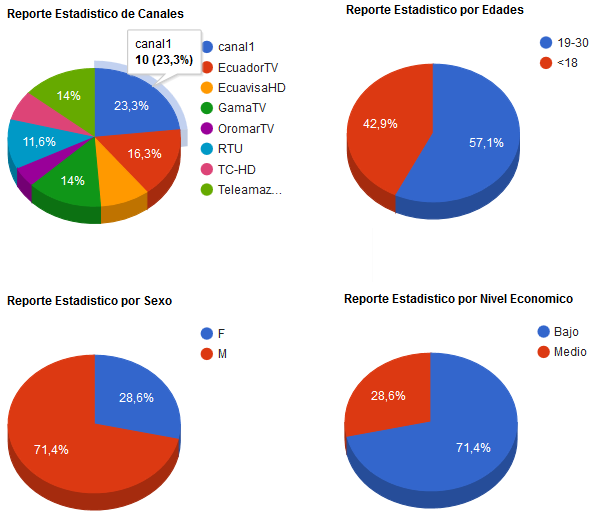 Reporte Estadistico de Canales
canal1
10 (23,3%)
canal1
EcuadorTV
EcuavisaHD
GamaTV
OromarTV
RTU
TC-HD
Teleamaz...
23,3%
16,3%
14%
11,6%
14%
Reporte Estadistico por Edades
19-30
<18
42,9%
57,1%
Reporte Estadistico por Sexo
F
M
28,6%
71,4%
Reporte Estadistico por Nivel Economico
Bajo
Medio
28,6%
71,4%